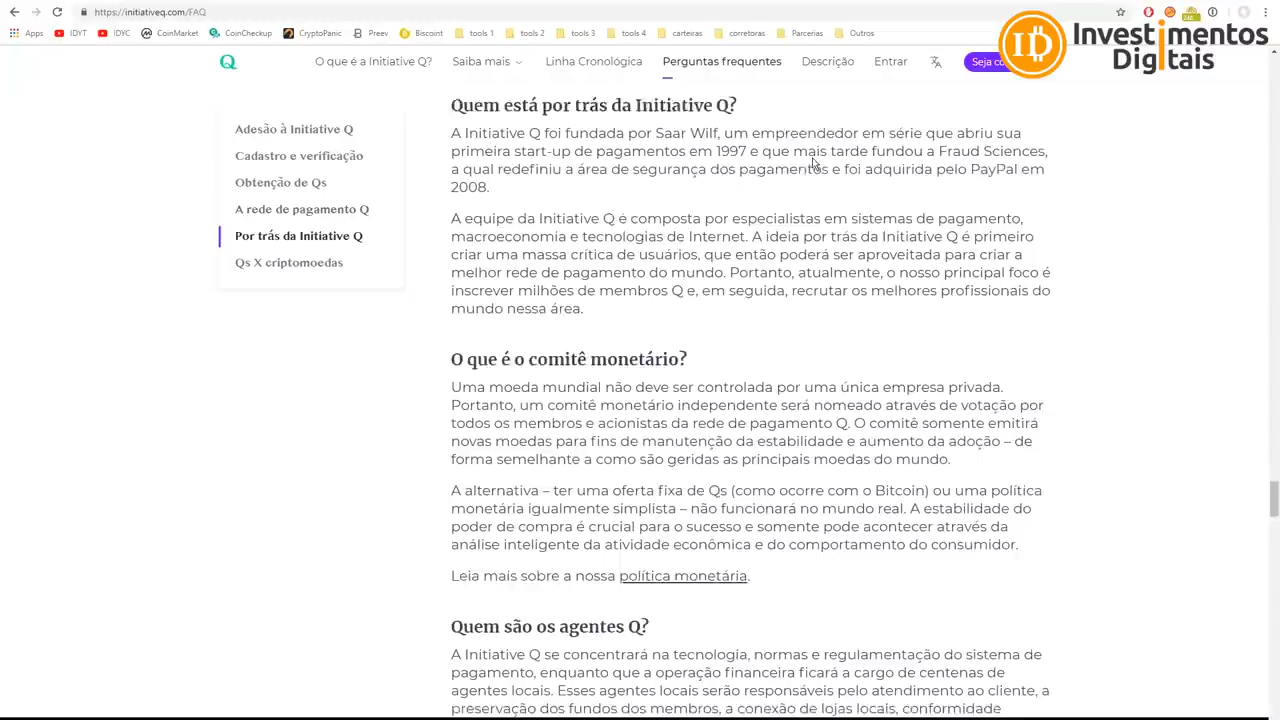 https://initiativeq.com/FAQ
Apps IDYT IDYC CoinMarket CoinCheckup CryptoPanic Preev Biscoint tools 1 tools 2 tools 3 tools 4 carteiras corretoras Parcerias Outros
Investimentos
Digitais
ID
Q O que é a Initiative Q? Saiba mais Linha Cronológica Perguntas frequentes Descrição Entrar Seja
Adesão à Initiative Q
Cadastro e verificação
Obtenção de Qs
A rede de pagamento Q
Por trás da Initiative Q
Qs X criptomoedas
Quem está por trás da Initiative Q?
A Initiative Q foi fundada por Saar Wilf, um empreendedor em série que abriu sua
primeira start-up de pagamentos em 1997 e que mais tarde fundou a Fraud Sciences,
a qual redefiniu a área de segurança dos pagamentos e foi adquirida pelo PayPal em
2008.
A equipe da Initiative Q é composta por especialistas em sistemas de pagamento,
macroeconomia e tecnologias de Internet. A ideia por trás da Initiative Q é primeiro
criar uma massa crítica de usuários, que então poderá ser aproveitada para criar a
melhor rede de pagamento do mundo. Portanto, atualmente, o nosso principal foco é
inscrever milhões de membros Q e, em seguida, recrutar os melhores profissionais do
mundo nessa área.
O que é o comitê monetário?
Uma moeda mundial não deve ser controlada por uma única empresa privada.
Portanto, um comitê monetário independente será nomeado através de votação por
todos os membros e acionistas da rede de pagamento Q. O comitê somente emitirá
novas moedas para fins de manutenção da estabilidade e aumento da adoção – de
forma semelhante a como são geridas as principais moedas do mundo.
A alternativa – ter uma oferta fixa de Qs (como ocorre com o Bitcoin) ou uma política
monetária igualmente simplista – não funcionará no mundo real. A estabilidade do
poder de compra é crucial para o sucesso e somente pode acontecer através da
análise inteligente da atividade econômica e do comportamento do consumidor.
Leia mais sobre a nossa política monetária.
Quem são os agentes Q?
A Initiative Q se concentrará na tecnologia, normas e regulamentação do sistema de
pagamento, enquanto que a operação financeira ficará a cargo de centenas de
agentes locais. Esses agentes locais serão responsáveis pelo atendimento ao cliente, a
preservação dos fundos dos membros, a conexão de lojas locais, conformidade